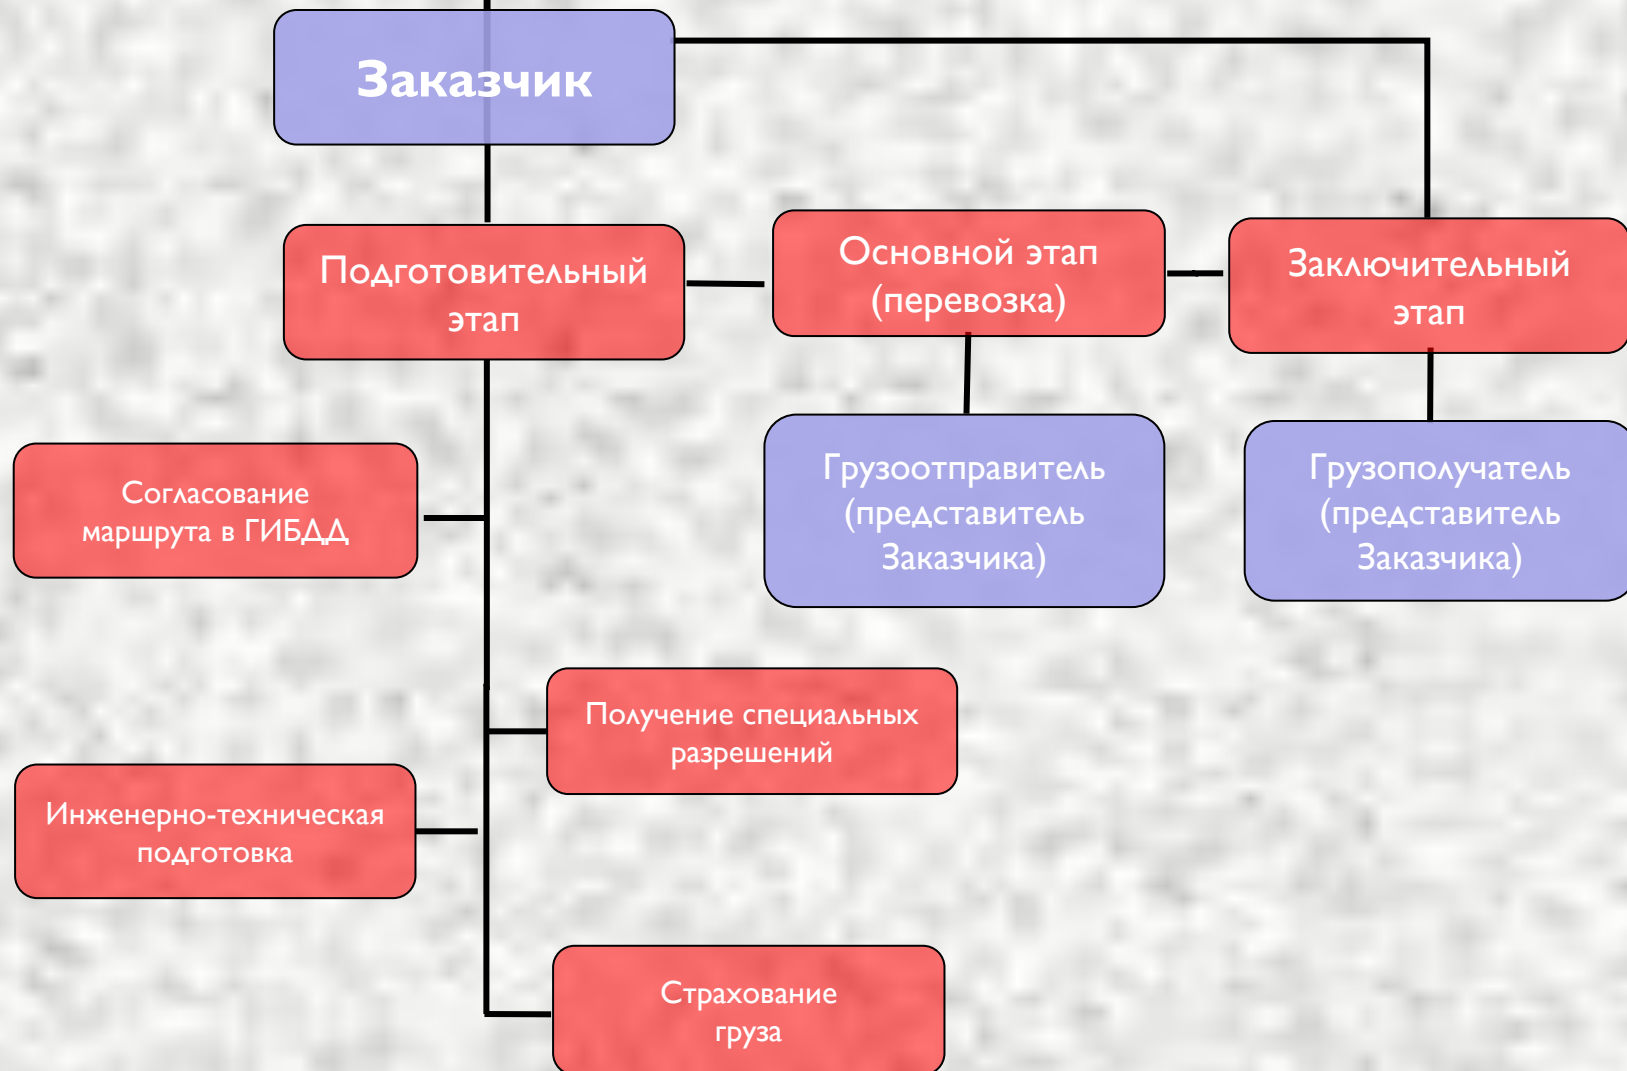 Заказчик
Подготовительный
этап
Основной этап
(перевозка)
Заключительный
этап
Согласование
маршрута в ГИБДД
Грузоотправитель
(представитель
Заказчика)
Грузополучатель
(представитель
Заказчика)
Получение специальных
разрешений
Инженерно-техническая
подготовка
Страхование
груза